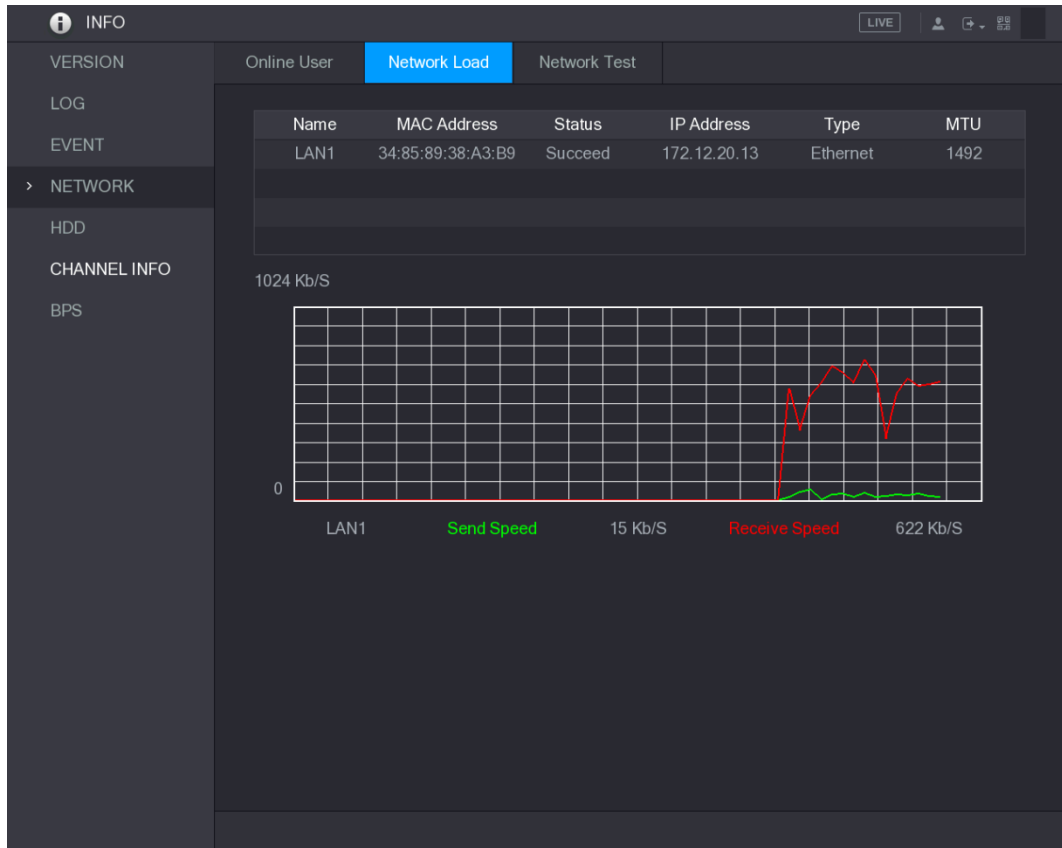 INFO LIVE
VERSION
LOG
EVENT
> NETWORK
HDD
CHANNEL INFO
BPS
Online User Network Load Network Test
Name MAC Address Status IP Address Type MTU
LAN1 34:85:89:38:A3:B9 Succeed 172.12.20.13 Ethernet 1492
1024 Kb/S
0
LAN1 Send Speed 15 Kb/S Receive Speed 622 Kb/S